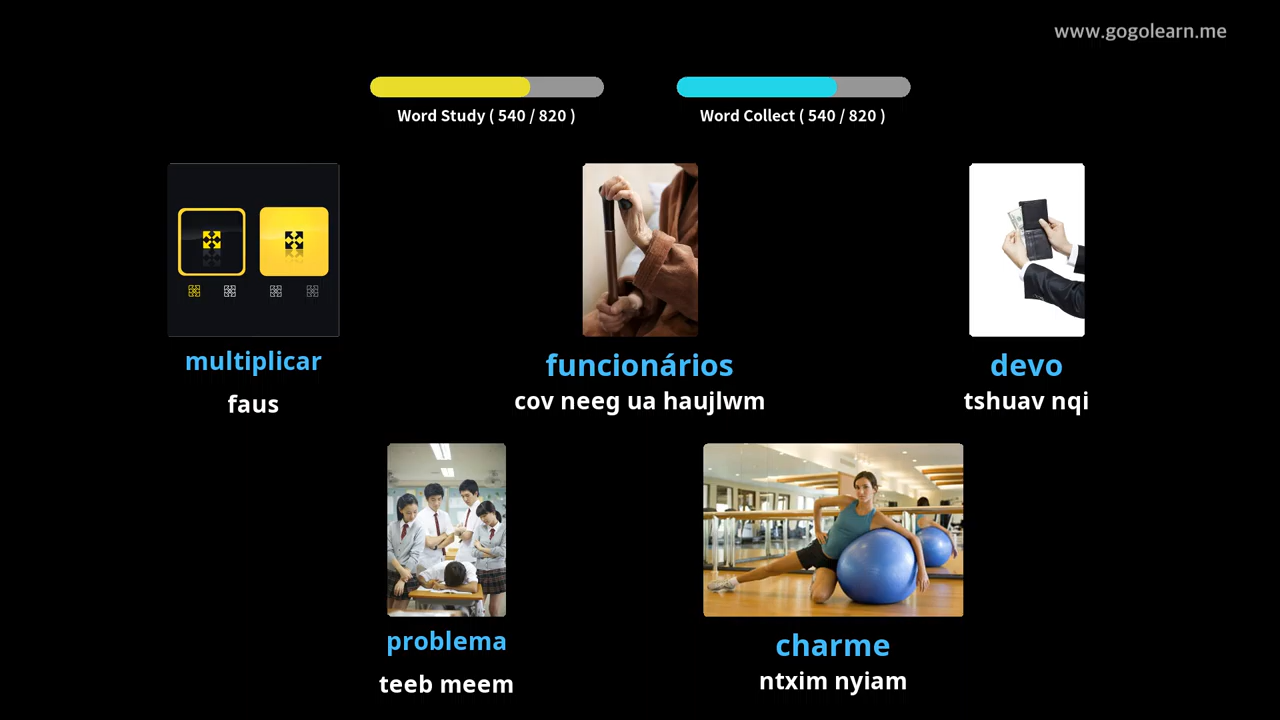 www.gogolearn.me
Word Study ( 540 / 820 )
Word Collect ( 540 / 820 )
multiplicar
faus
funcionários
cov neeg ua haujlwm
devo
tshuav nqi
problema
teeb meem
charme
ntxim nyiam